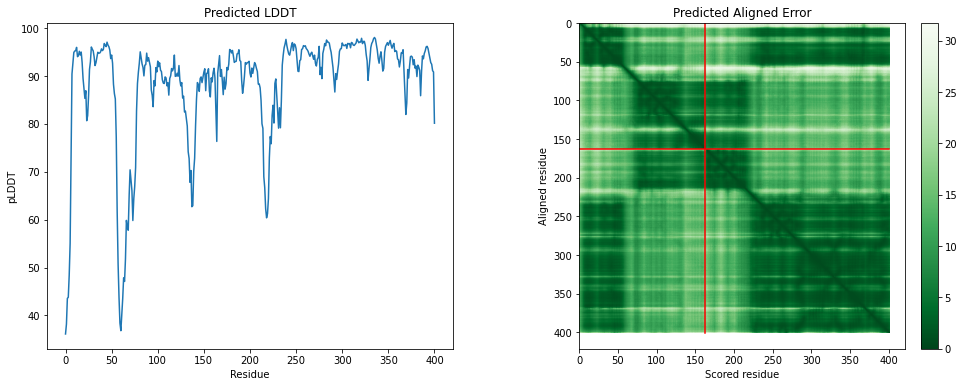 Predicted LDDT
100
90
80
70
60
50
40
pLDDT
0 50 100 150 200 250 300 350 400
Residue
Predicted Aligned Error
0
50
100
150
200
250
300
350
400
Aligned residue
0 50 100 150 200 250 300 350 400
Scored residue
30
25
20
15
10
5
0